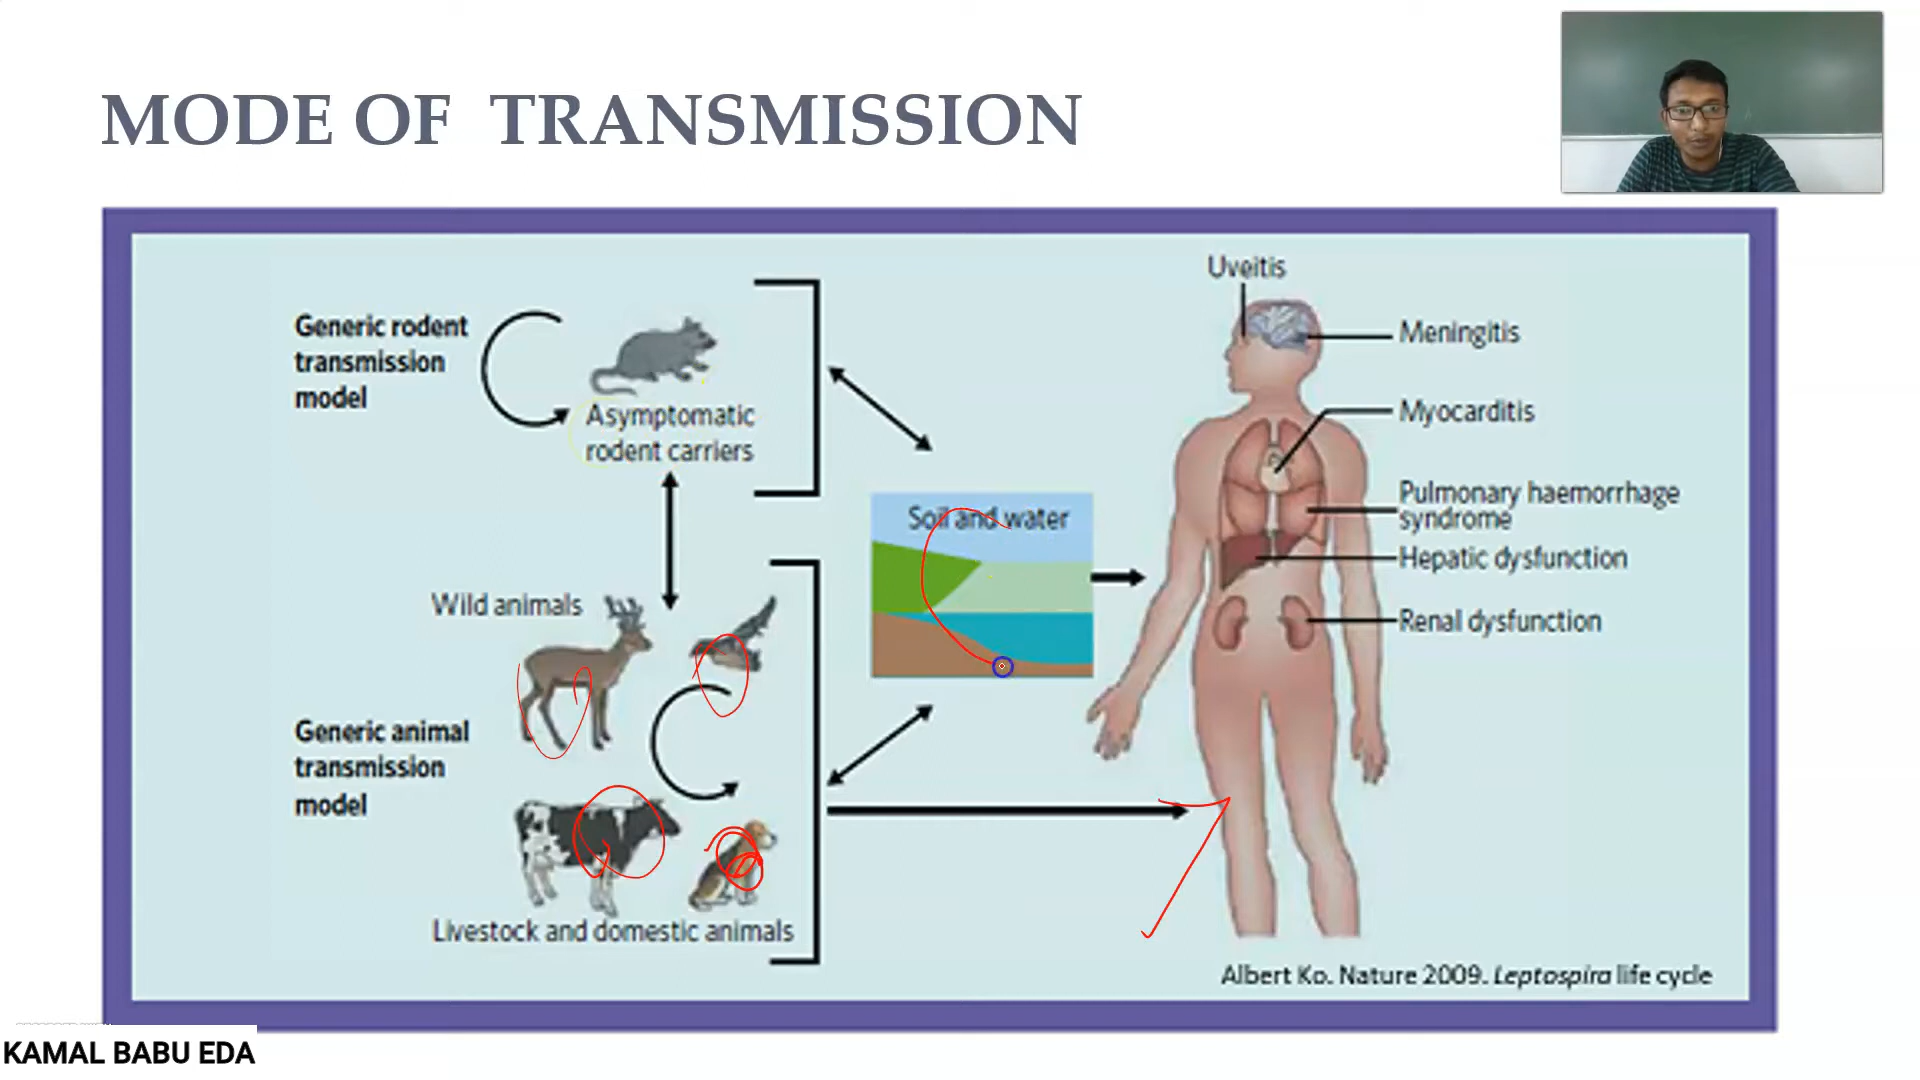 MODE OF TRANSMISSION
Uveitis
Generic rodent
transmission
model
Meningitis
Asymptomatic
rodent carriers
Myocarditis
Pulmonary haemorrhage
syndrome
Soil and water
Hepatic dysfunction
Wild animals
Renal dysfunction
Generic animal
transmission
model
Livestock and domestic animals
Albert Ko. Nature 2009. Leptospira life cycle
KAMAL BABU EDA